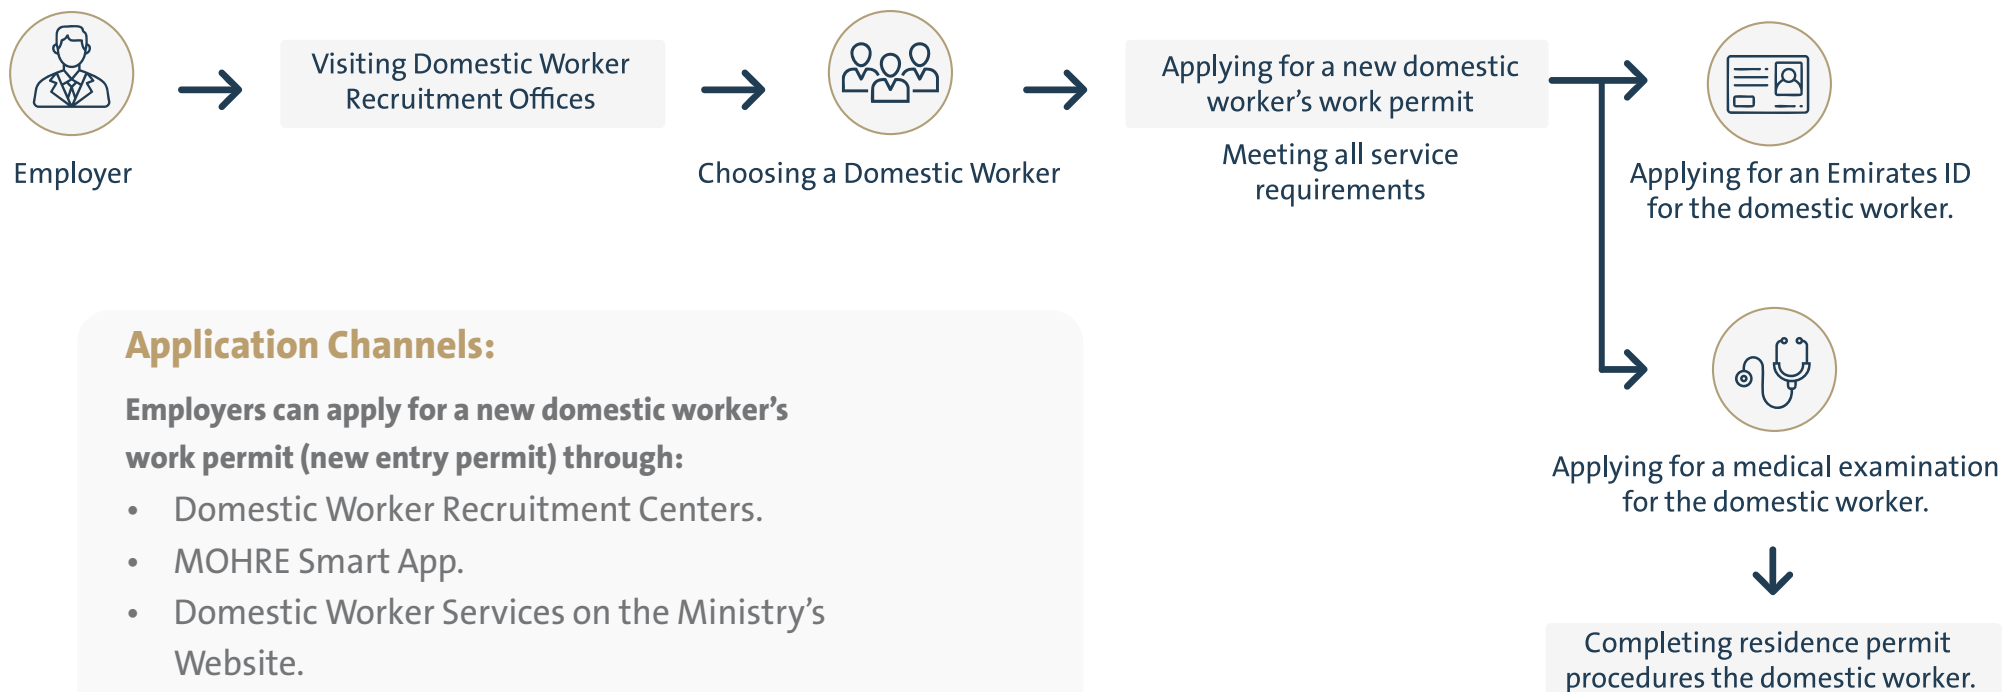 Employer
Visiting Domestic Worker
Recruitment Offices
Choosing a Domestic Worker
Applying for a new domestic
worker’s work permit
Meeting all service
requirements
Applying for an Emirates ID
for the domestic worker.
Applying for a medical examination
for the domestic worker.
Completing residence permit
procedures the domestic worker.
Application Channels:
Employers can apply for a new domestic worker’s
work permit (new entry permit) through:
• Domestic Worker Recruitment Centers.
• MOHRE Smart App.
• Domestic Worker Services on the Ministry’s
Website.